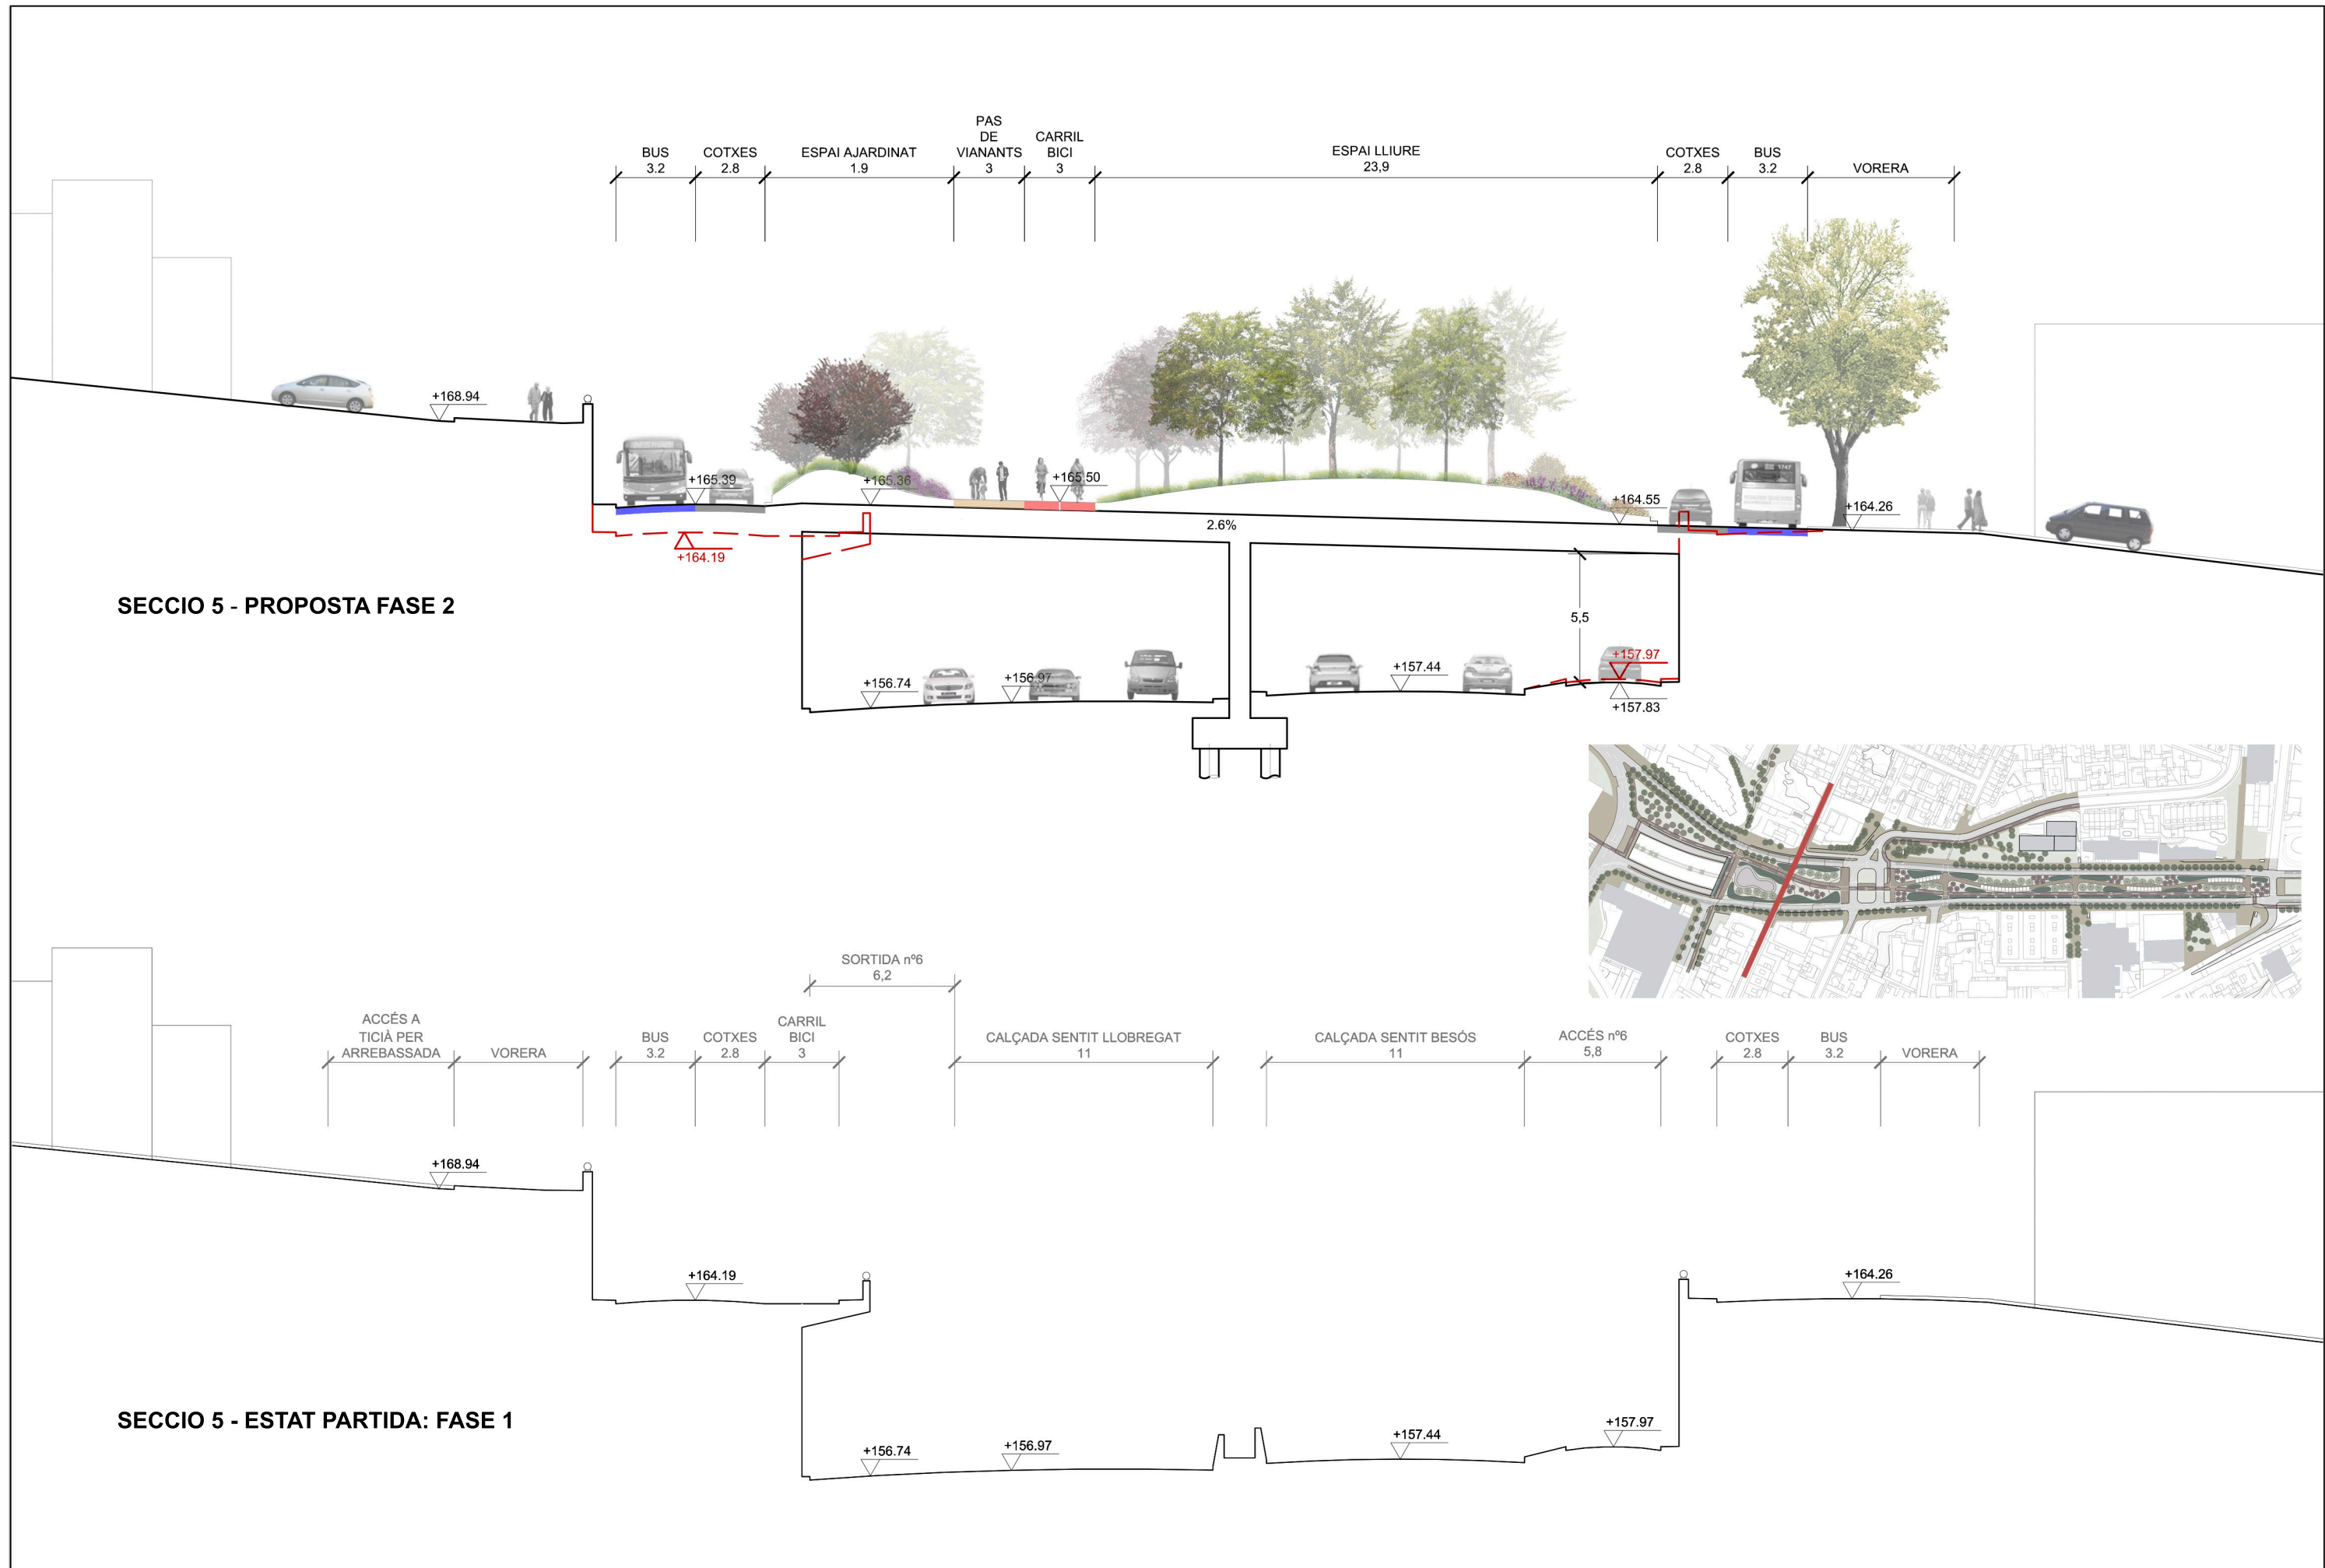 PAS
DE
VIANANTS
3
CARRIL
BICI
3
BUS
3.2
COTXES
2.8
ESPAI AJARDINAT
1.9
ESPAI LLIURE
23,9
COTXES
2.8
BUS
3.2
VORERA
+168.94
+165.39
+165.36
+165.50
+164.55
+164.26
1747
2.6%
+164.19
SECCIO 5 - PROPOSTA FASE 2
5,5
+156.74
+156.97
+157.44
+157.97
+157.83
SORTIDA nº6
6,2
ACCÉS A
TICIÀ PER
ARREBASSADA
VORERA
BUS
3.2
COTXES
2.8
CARRIL
BICI
3
CALÇADA SENTIT LLOBREGAT
11
CALÇADA SENTIT BESÓS
11
ACCÉS nº6
5,8
COTXES
2.8
BUS
3.2
VORERA
+168.94
+164.19
+164.26
SECCIO 5 - ESTAT PARTIDA: FASE 1
+156.74
+156.97
+157.44
+157.97